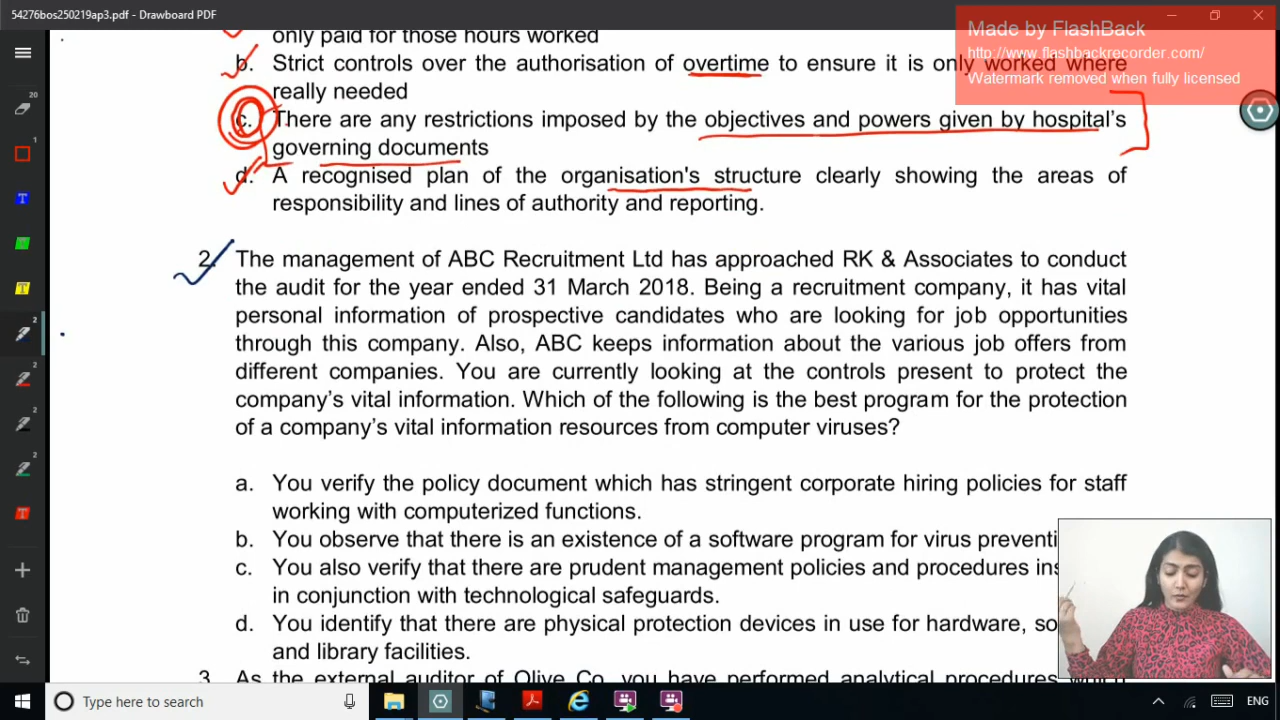 54276bos250219ap3.pdf - Drawboard PDF
Made by FlashBack
http://www.flashbackrecorder.com/
Watermark removed when fully licensed
only paid for those hours worked
b. Strict controls over the authorisation of overtime to ensure it is only worked where
really needed
c. There are any restrictions imposed by the objectives and powers given by hospital's
governing documents
d. A recognised plan of the organisation's structure clearly showing the areas of
responsibility and lines of authority and reporting.
2. The management of ABC Recruitment Ltd has approached RK & Associates to conduct
the audit for the year ended 31 March 2018. Being a recruitment company, it has vital
personal information of prospective candidates who are looking for job opportunities
through this company. Also, ABC keeps information about the various job offers from
different companies. You are currently looking at the controls present to protect the
company's vital information. Which of the following is the best program for the protection
of a company's vital information resources from computer viruses?
a. You verify the policy document which has stringent corporate hiring policies for staff
working with computerized functions.
b. You observe that there is an existence of a software program for virus preventi
c. You also verify that there are prudent management policies and procedures ins
in conjunction with technological safeguards.
d. You identify that there are physical protection devices in use for hardware, so
and library facilities.
3. As the external auditor of Olive Co, you have performed analytical procedures which
20
1
T
T
2
2
2
2
T
Type here to search
ENG